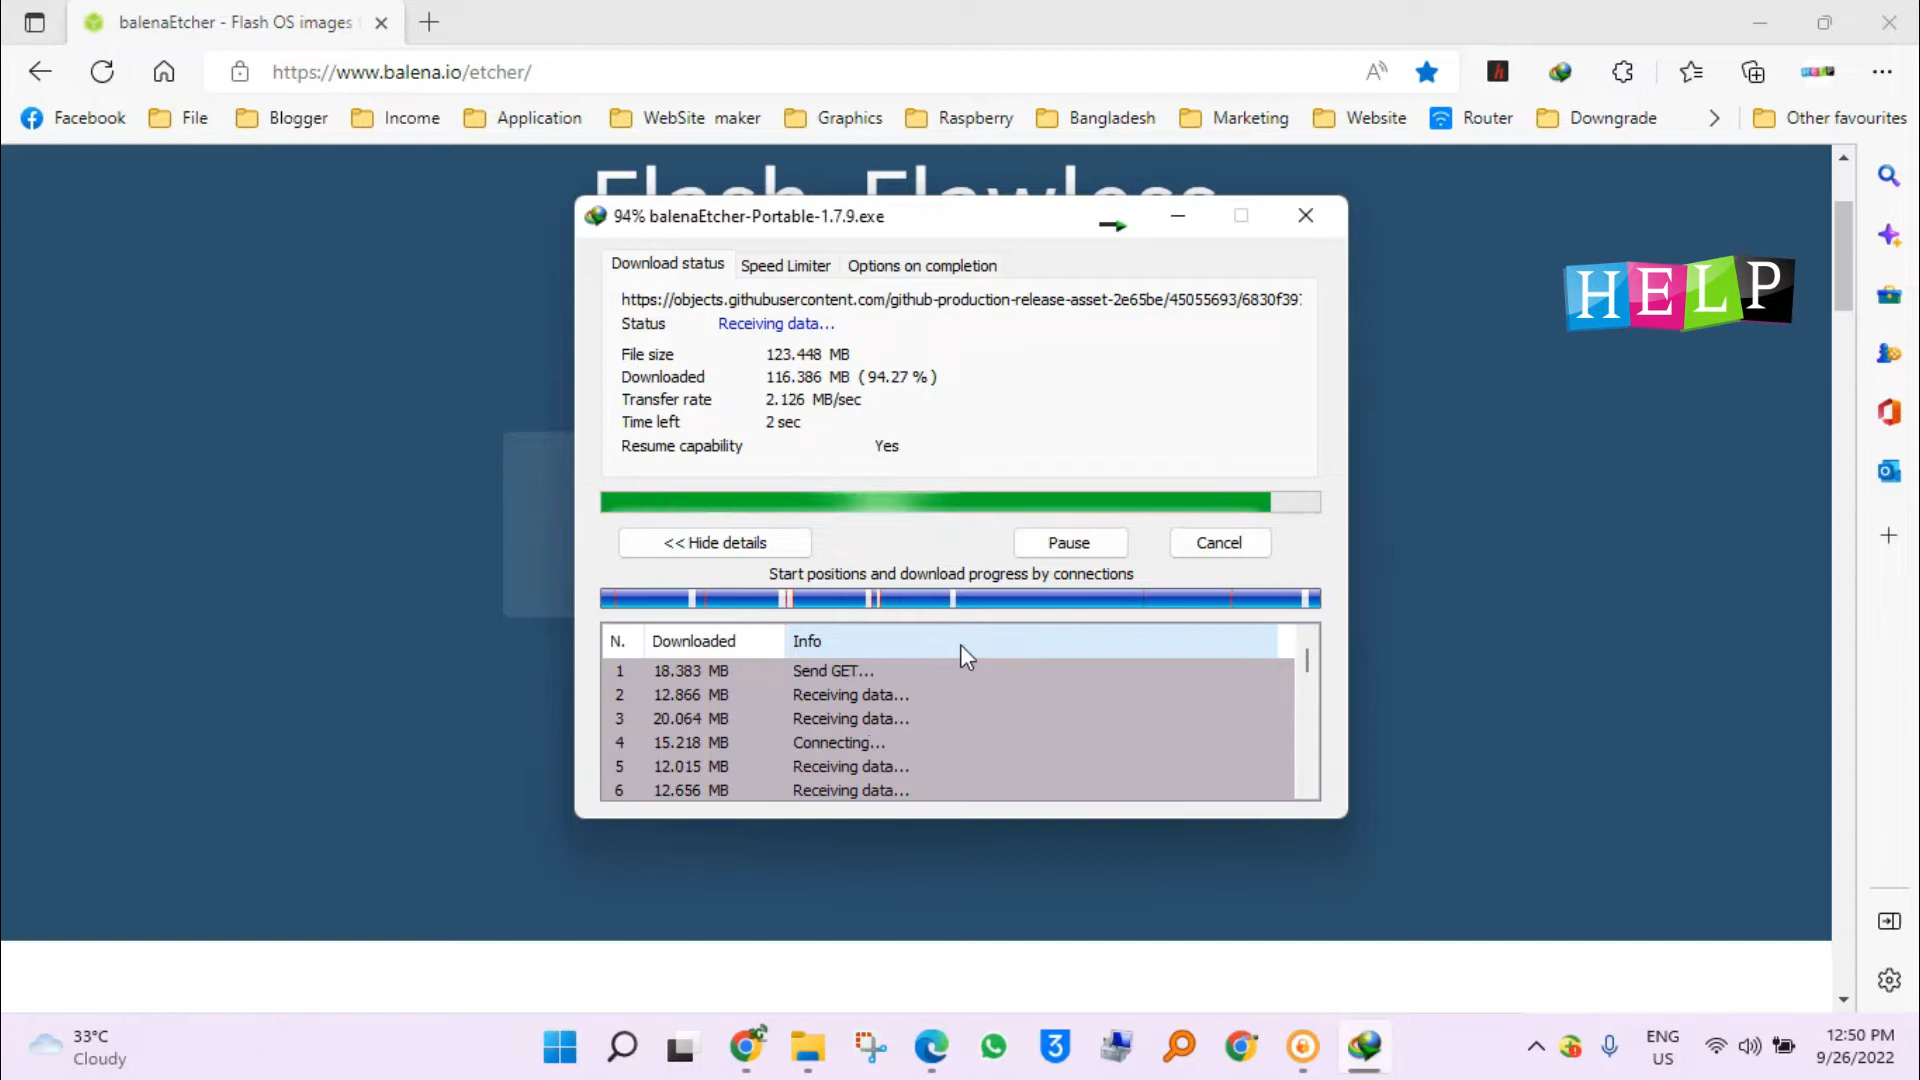 balenaEtcher - Flash OS images
https://www.balena.io/etcher/
Facebook File Blogger Income Application WebSite maker Graphics Raspberry Bangladesh Marketing Website Router Downgrade Other favourites
Flash. Flawless
94% balenaEtcher-Portable-1.7.9.exe
Download status Speed Limiter Options on completion
https://objects.githubusercontent.com/github-production-release-asset-2e65be/45055693/6830f397
Status Receiving data...
File size 123.448 MB
Downloaded 116.386 MB ( 94.27 % )
Transfer rate 2.126 MB/sec
Time left 2 sec
Resume capability Yes
<< Hide details Pause Cancel
Start positions and download progress by connections
N. Downloaded Info
1 18.383 MB Send GET...
2 12.866 MB Receiving data...
3 20.064 MB Receiving data...
4 15.218 MB Connecting...
5 12.015 MB Receiving data...
6 12.656 MB Receiving data...
HELP
33°C
Cloudy
3
ENG
US
12:50 PM
9/26/2022